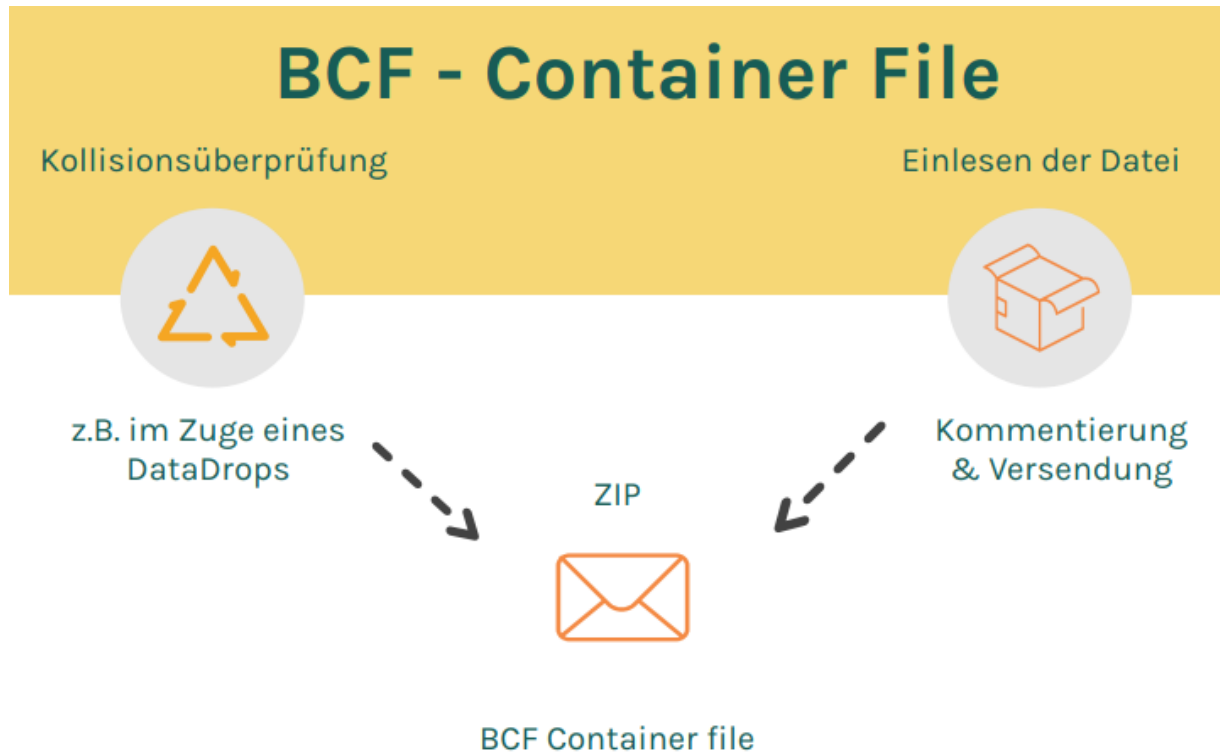 BCF - Container File
Kollisionsüberprüfung
Einlesen der Datei
z.B. im Zuge eines
DataDrops
Kommentierung
& Versendung
ZIP
BCF Container file